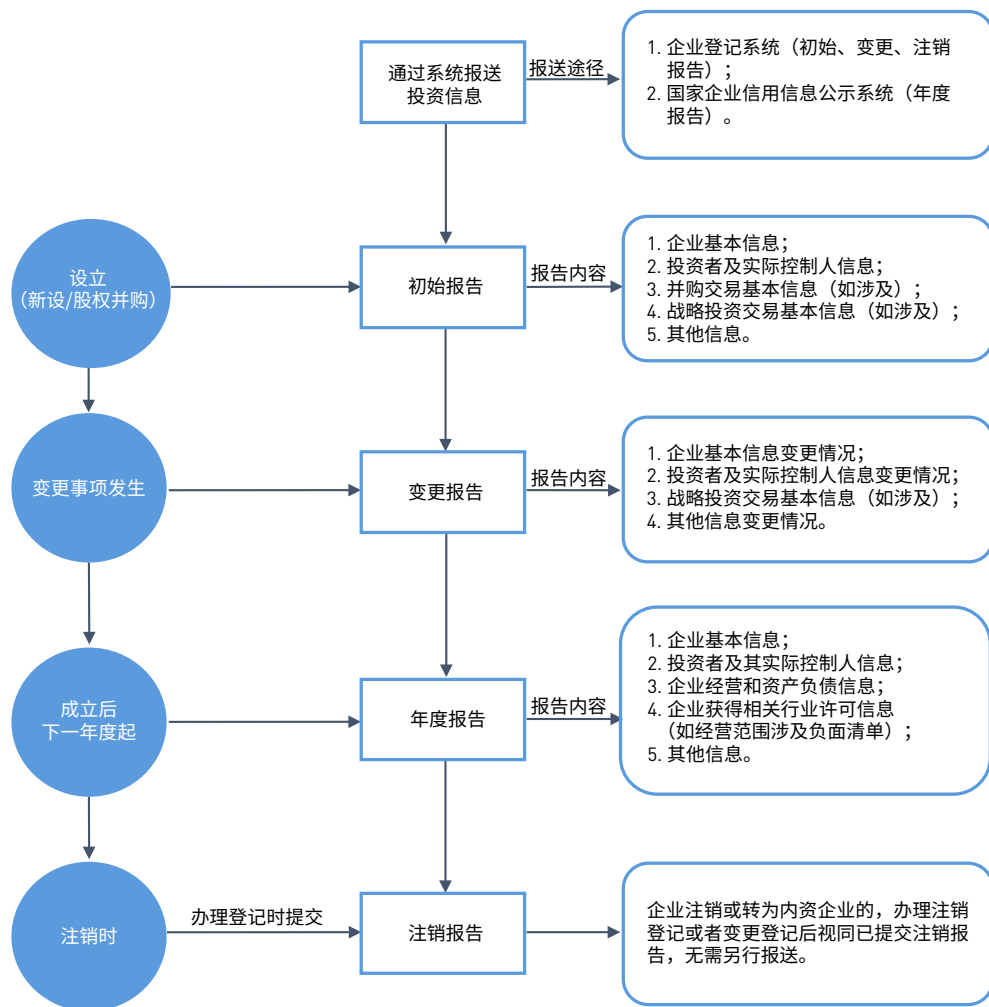 通过系统报送
投资信息
报送途径
1. 企业登记系统（初始、变更、注销
报告）；
2. 国家企业信用信息公示系统（年度
报告）。
设立
（新设/股权并购）
初始报告
报告内容
1. 企业基本信息；
2. 投资者及实际控制人信息；
3. 并购交易基本信息（如涉及）；
4. 战略投资交易基本信息（如涉及）；
5. 其他信息。
变更事项发生
变更报告
报告内容
1. 企业基本信息变更情况；
2. 投资者及实际控制人信息变更情况；
3. 战略投资交易基本信息（如涉及）；
4. 其他信息变更情况。
成立后
下一年度起
年度报告
报告内容
1. 企业基本信息；
2. 投资者及其实际控制人信息；
3. 企业经营和资产负债信息；
4. 企业获得相关行业许可信息
（如经营范围涉及负面清单）；
5. 其他信息。
注销时
办理登记时提交
注销报告
企业注销或转为内资企业的，办理注销
登记或者变更登记后视同已提交注销报
告，无需另行报送。